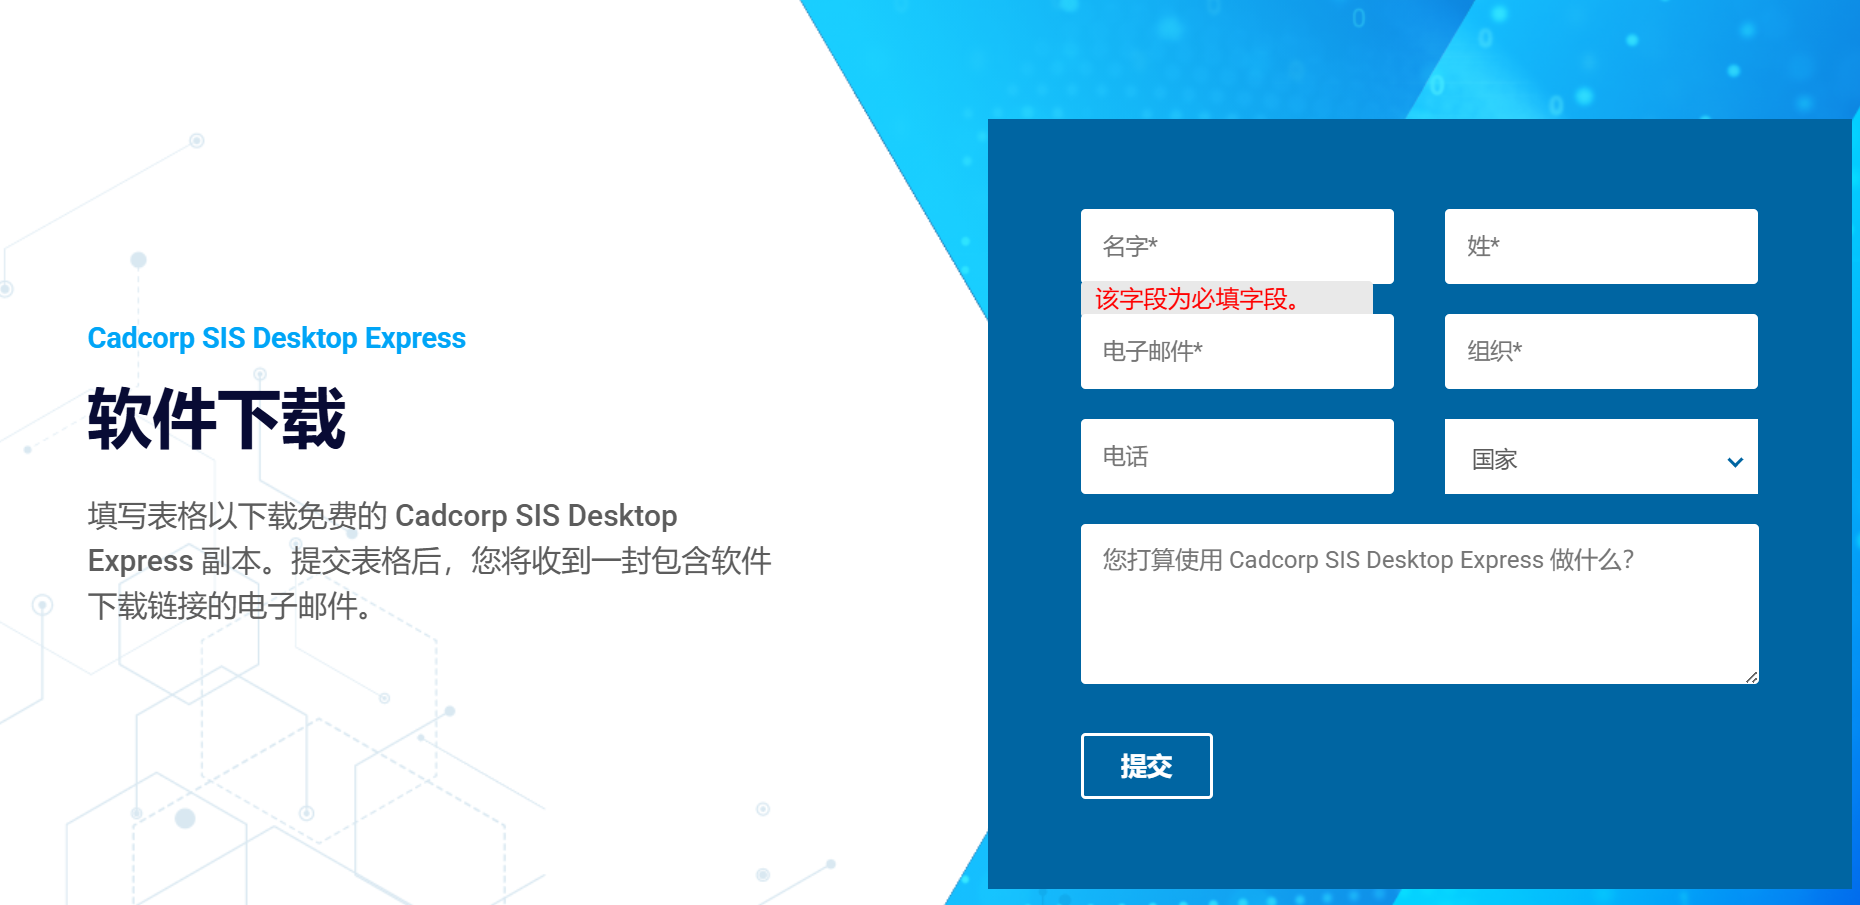 Cadcorp SIS Desktop Express
软件下载
填写表格以下载免费的 Cadcorp SIS Desktop
Express 副本。提交表格后，您将收到一封包含软件
下载链接的电子邮件。
名字*
姓*
该字段为必填字段。
电子邮件*
组织*
电话
国家
您打算使用 Cadcorp SIS Desktop Express 做什么？
提交